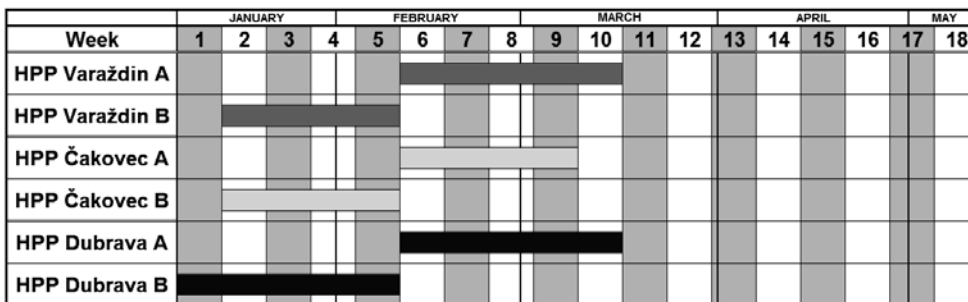 JANUARY FEBRUARY MARCH APRIL MAY
Week 1 2 3 4 5 6 7 8 9 10 11 12 13 14 15 16 17 18
HPP Varaždin A
HPP Varaždin B
HPP Čakovec A
HPP Čakovec B
HPP Dubrava A
HPP Dubrava B